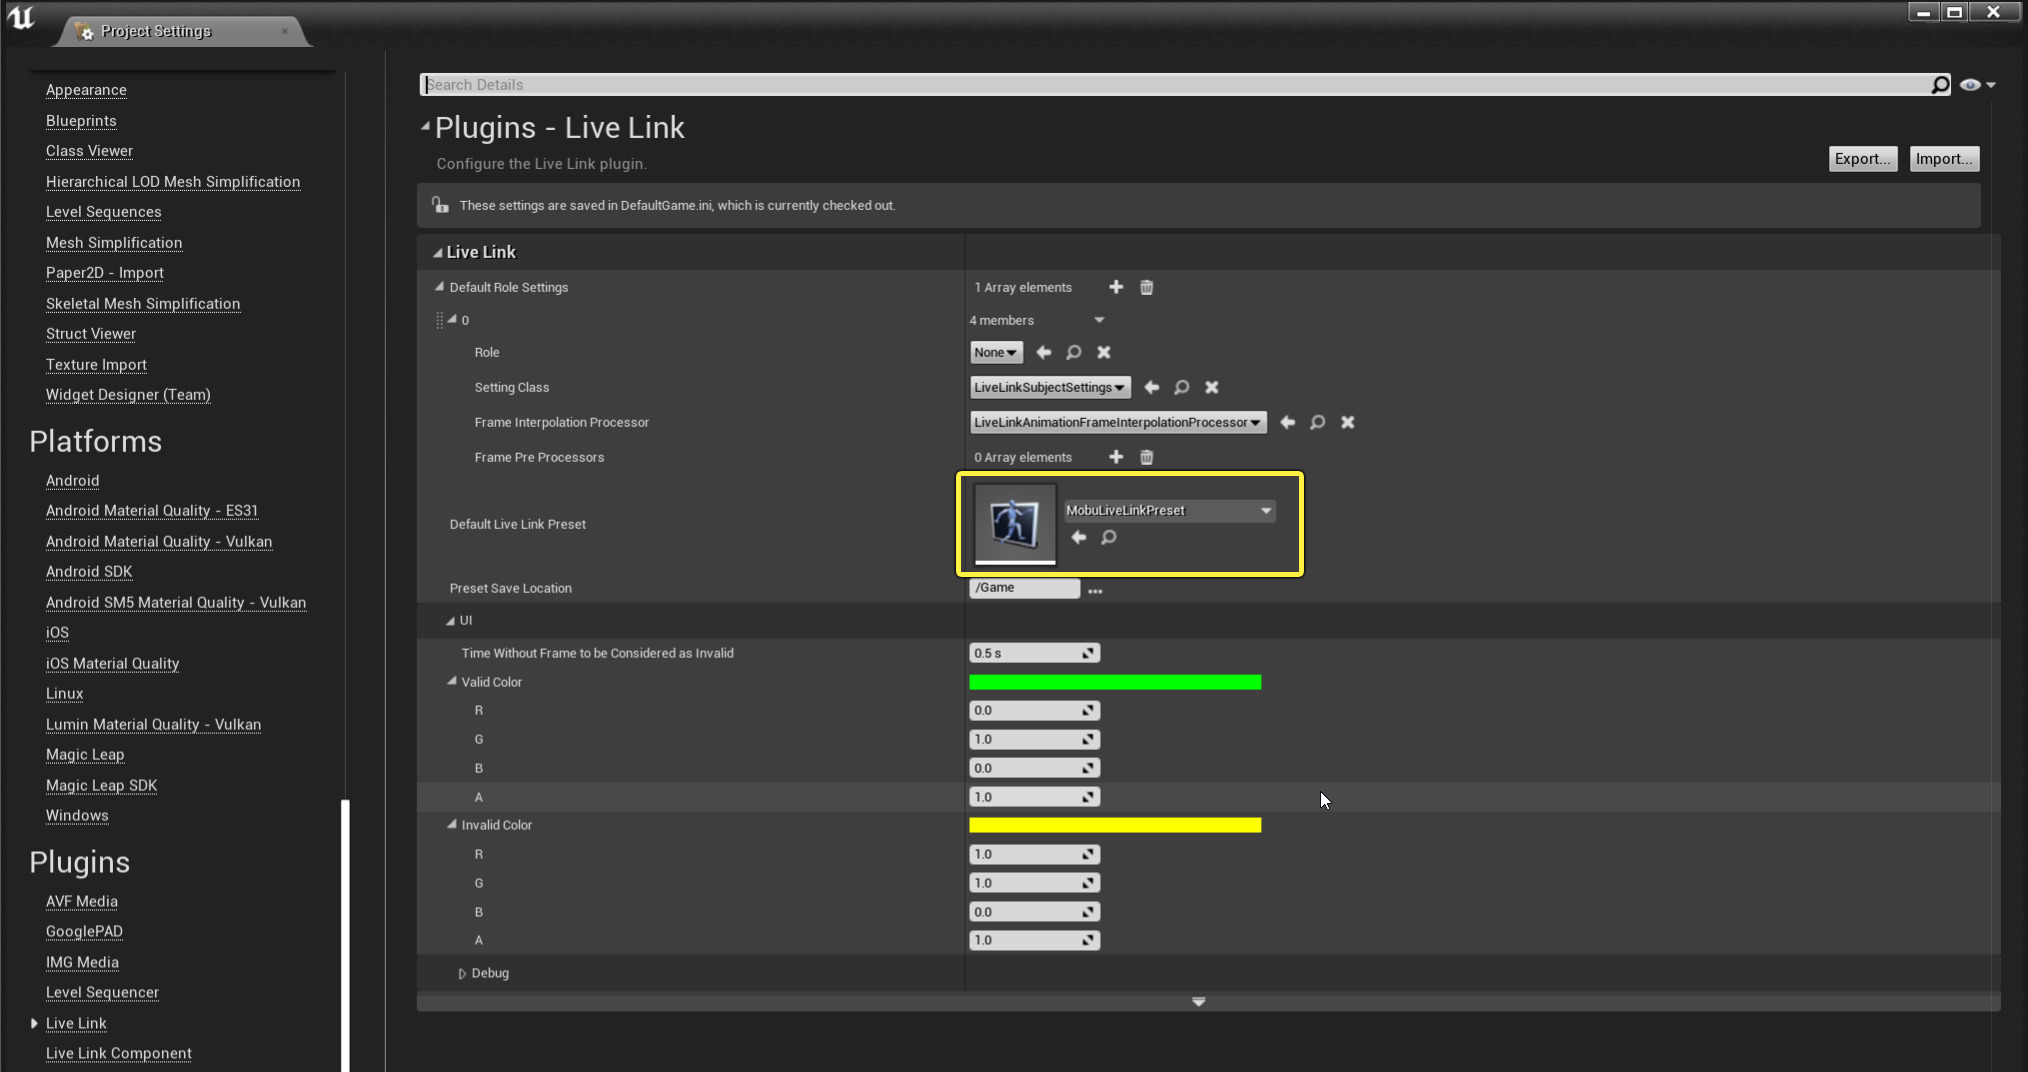 Project Settings
Appearance
Blueprints
Class Viewer
Hierarchical LOD Mesh Simplification
Level Sequences
Mesh Simplification
Paper2D - Import
Skeletal Mesh Simplification
Struct Viewer
Texture Import
Widget Designer (Team)
Platforms
Android
Android Material Quality - ES31
Android Material Quality - Vulkan
Android SDK
Android SM5 Material Quality - Vulkan
iOS
iOS Material Quality
Linux
Lumin Material Quality - Vulkan
Magic Leap
Magic Leap SDK
Windows
Plugins
AVF Media
GooglePAD
IMG Media
Level Sequencer
Live Link
Live Link Component
Search Details
Plugins - Live Link
Configure the Live Link plugin.
Export...
Import...
These settings are saved in DefaultGame.ini, which is currently checked out.
Live Link
Default Role Settings
1 Array elements
0
4 members
Role
None
Setting Class
LiveLinkSubjectSettings
Frame Interpolation Processor
LiveLinkAnimationFrameInterpolationProcessor
Frame Pre Processors
0 Array elements
Default Live Link Preset
MobuLiveLinkPreset
Preset Save Location
/Game
UI
Time Without Frame to be Considered as Invalid
0.5 s
Valid Color
R
0.0
G
1.0
B
0.0
A
1.0
Invalid Color
R
1.0
G
1.0
B
0.0
A
1.0
Debug